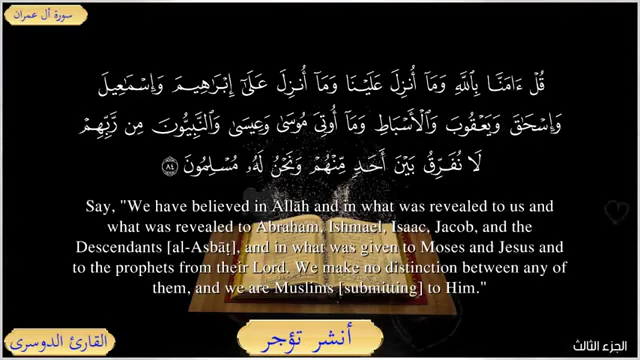 سورة آل عمران
قُلْ ءَامَنَّا بِٱللَّهِ وَمَآ أُنزِلَ عَلَيْنَا وَمَآ أُنزِلَ عَلَىٰٓ إِبْرَٰهِيمَ وَإِسْمَٰعِيلَ
وَإِسْحَٰقَ وَيَعْقُوبَ وَٱلْأَسْبَاطِ وَمَآ أُوتِىَ مُوسَىٰ وَعِيسَىٰ وَٱلنَّبِيُّونَ مِن رَّبِّهِمْ
لَا نُفَرِّقُ بَيْنَ أَحَدٍ مِّنْهُمْ وَنَحْنُ لَهُۥ مُسْلِمُونَ ٨٤
Say, "We have believed in Allāh and in what was revealed to us and
what was revealed to Abraham, Ishmael, Isaac, Jacob, and the
Descendants [al-Asbāṭ], and in what was given to Moses and Jesus and
to the prophets from their Lord. We make no distinction between any of
them, and we are Muslims [submitting] to Him."
القارئ الدوسرى
أنشر تؤجر
الجزء الثالث